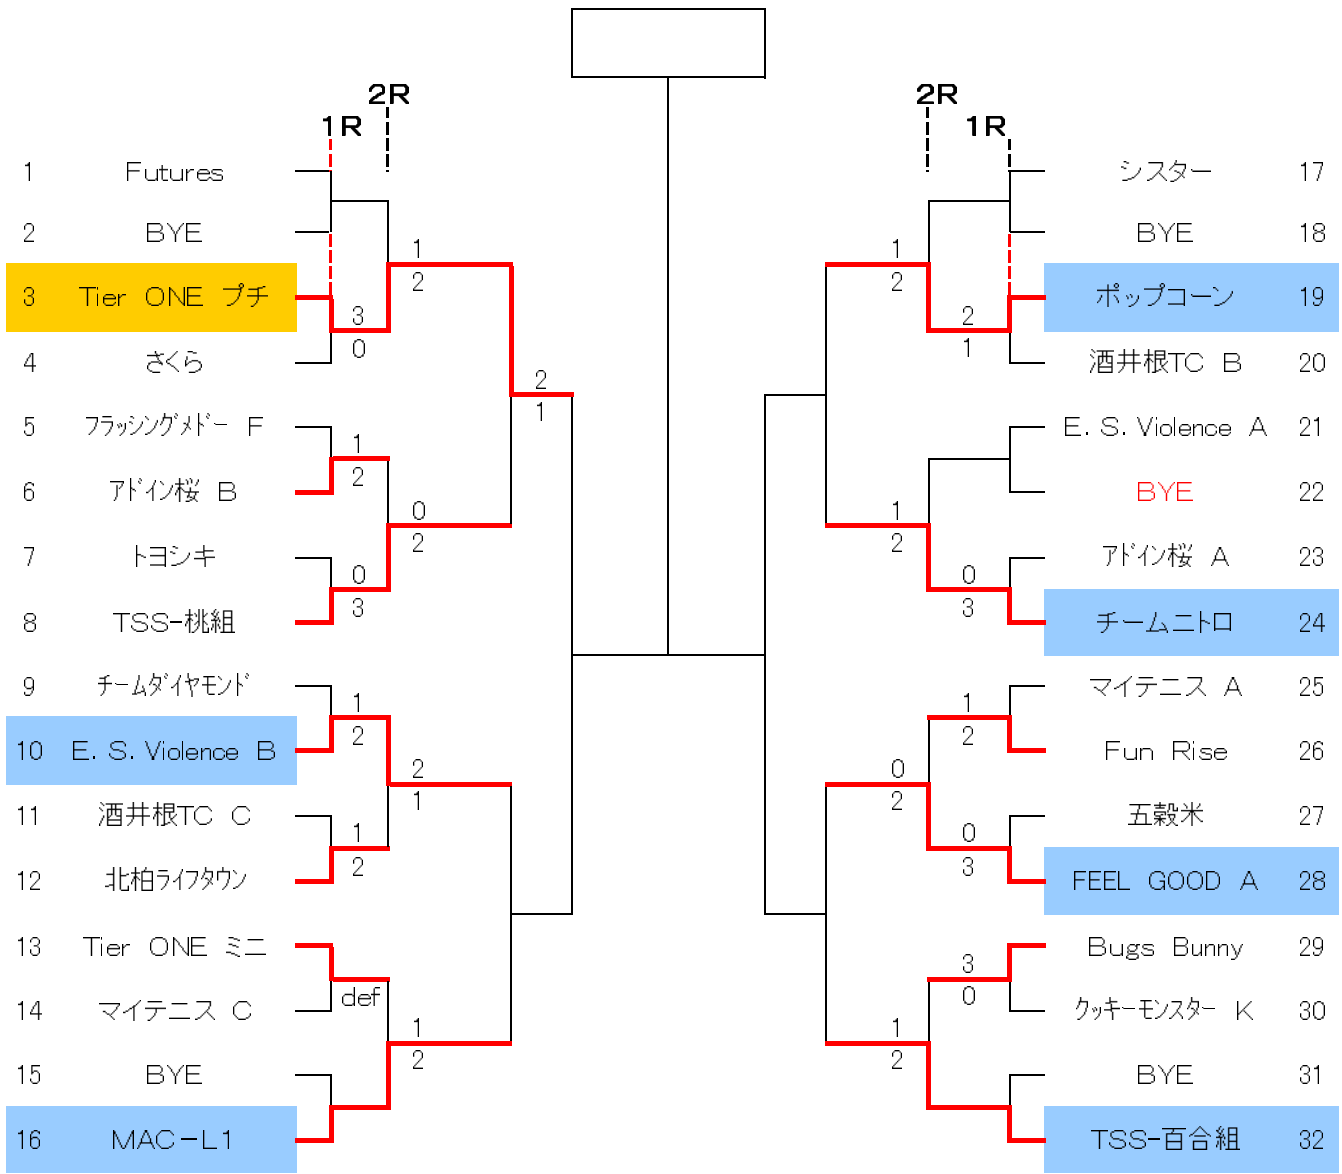 2R
1R
1 Futures
2 BYE
3 Tier ONE プチ
4 さくら
5 フラッシングメドー F
6 アドイン桜 B
7 トヨシキ
8 TSS-桃組
9 チームダイヤモンド
10 E.S.Violence B
11 酒井根TC C
12 北柏ライフタウン
13 Tier ONE ミニ
14 マイテニス C
15 BYE
16 MAC-L1
3
0
1
2
0
3
1
2
1
2
def
1
2
0
2
2
1
1
2
2
1
2R
1R
シスター 17
BYE 18
ポップコーン 19
酒井根TC B 20
E.S.Violence A 21
BYE 22
アドイン桜 A 23
チームニトロ 24
マイテニス A 25
Fun Rise 26
五穀米 27
FEEL GOOD A 28
Bugs Bunny 29
クッキーモンスター K 30
BYE 31
TSS-百合組 32
2
1
0
3
1
2
0
3
3
0
1
2
1
2
0
2
1
2